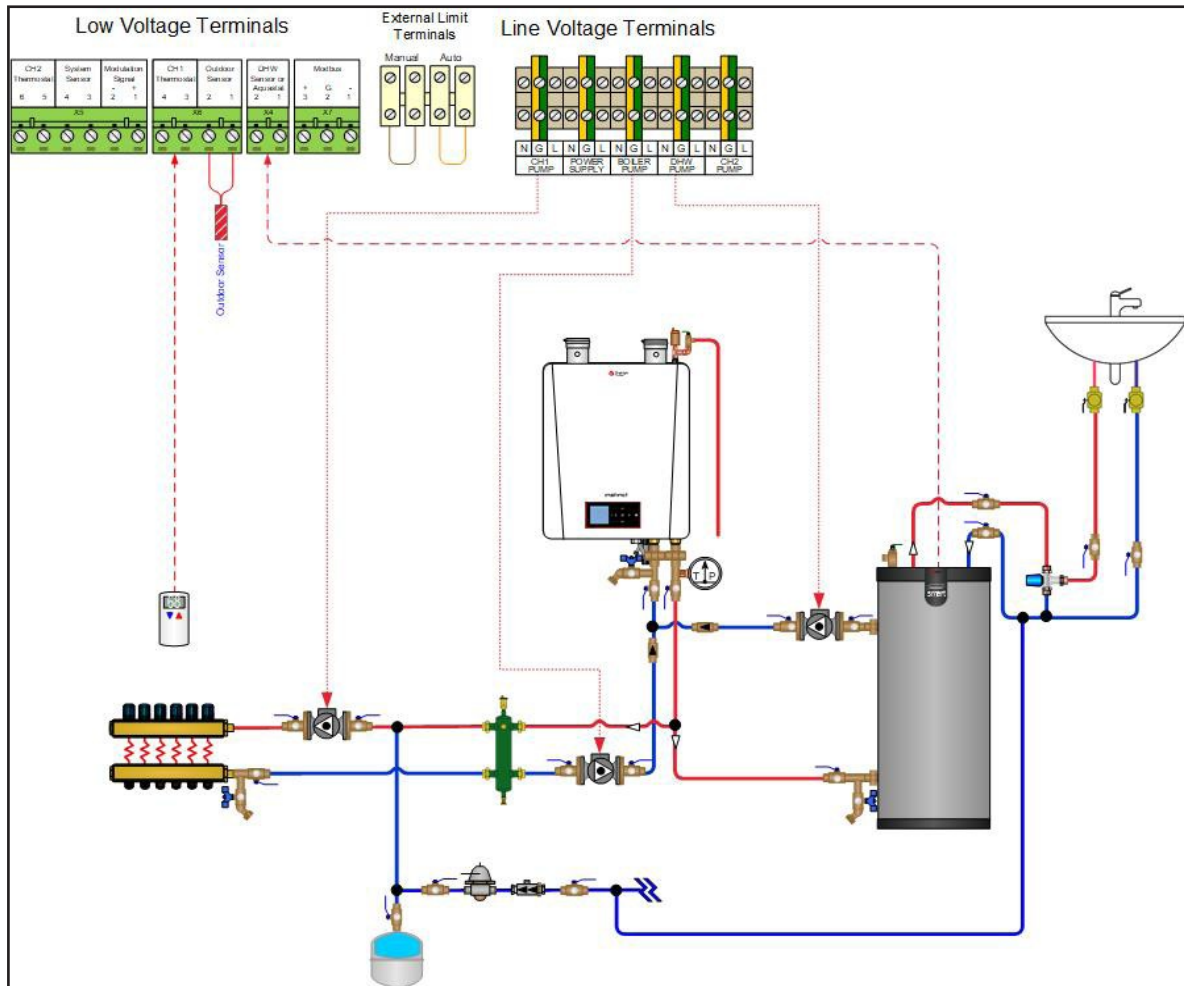 Low Voltage Terminals
External Limit
Terminals
Line Voltage Terminals
Manual Auto
CH2
Thermostat
6 5
System
Sensor
4 3
Modulation
Signal
- +
2 1
X5
CH1
Thermostat
4 3
Outdoor
Sensor
2 1
X6
DHW
Sensor or
Aquastat
2 1
X4
Modbus
+ G -
3 2 1
X7
N G L N G L N G L N G L N G L
CH1
PUMP
POWER
SUPPLY
BOILER
PUMP
DHW
PUMP
CH2
PUMP
Outdoor Sensor
T P
SMART